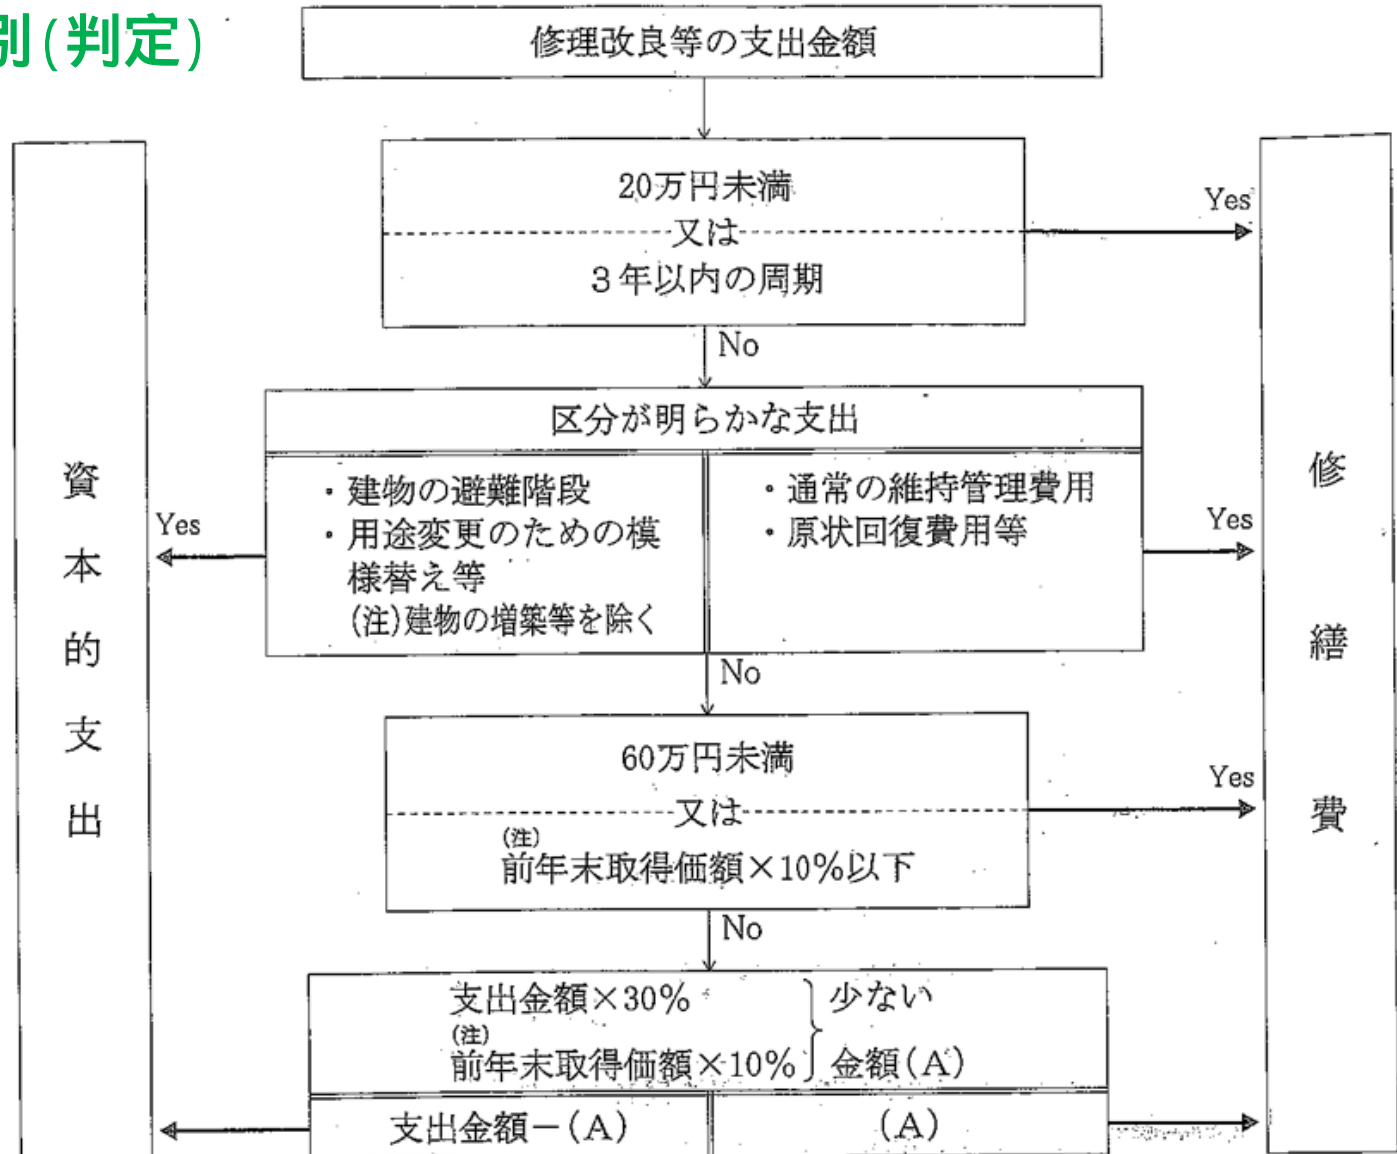 別(判定)
修理改良等の支出金額
20万円未満
又は
3年以内の周期
Yes
No
区分が明らかな支出
・建物の避難階段
・用途変更のための模
様替え等
(注)建物の増築等を除く
Yes
・通常の維持管理費用
・原状回復費用等
Yes
No
60万円未満
又は
(注)
前年末取得価額×10%以下
Yes
No
支出金額×30%
(注)
前年末取得価額×10%
少ない
金額(A)
支出金額−(A)
(A)
資本的支出
修繕費